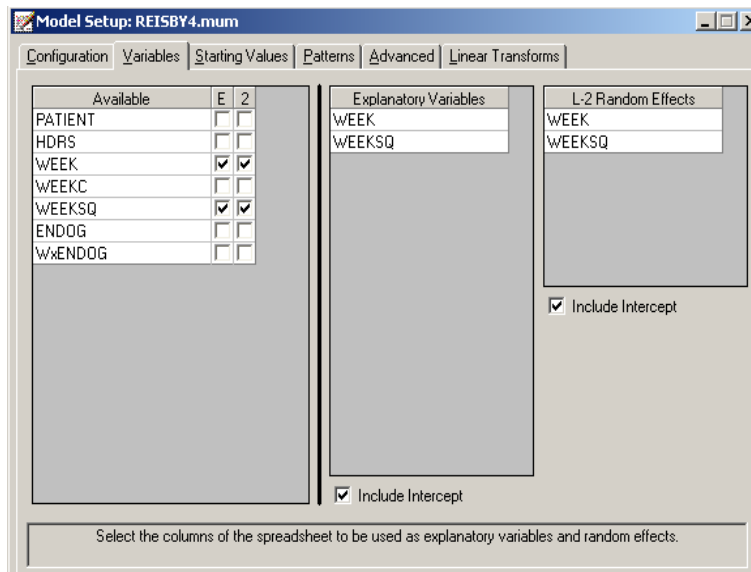 Model Setup: REISBY4.mum
Configuration Variables Starting Values Patterns Advanced Linear Transforms
Available E 2 Explanatory Variables L-2 Random Effects
PATIENT
HDRS WEEK WEEK
WEEK WEEKSQ WEEKSQ
WEEKC
WEEKSQ
ENDOG
WxENDOG
Include Intercept
Include Intercept
Select the columns of the spreadsheet to be used as explanatory variables and random effects.